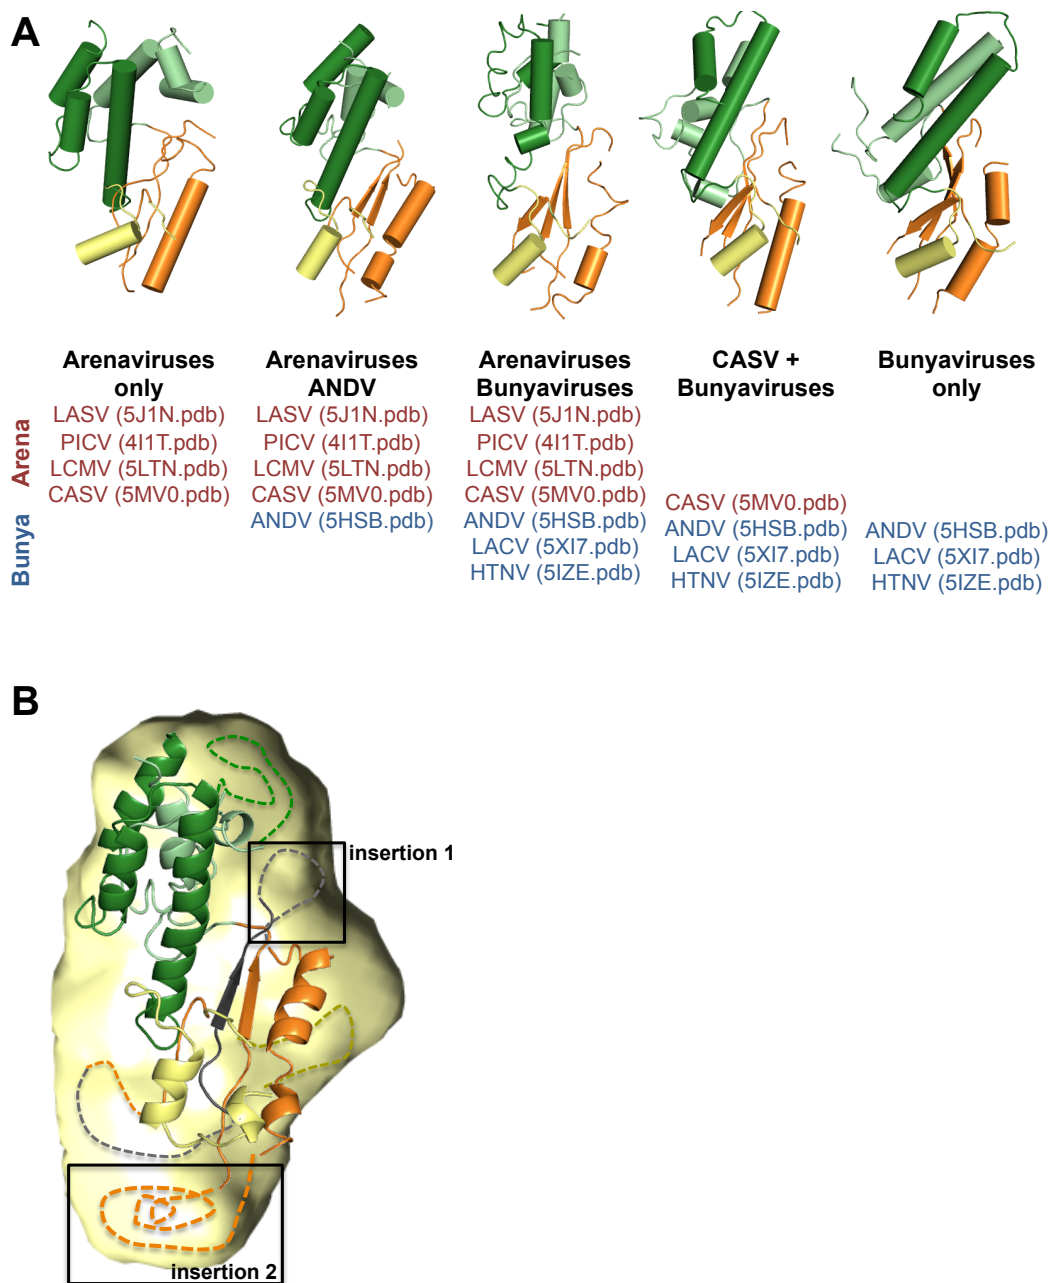 A
Arenaviruses only
LASV (5J1N.pdb)
PICV (4I1T.pdb)
LCMV (5LTN.pdb)
CASV (5MV0.pdb)
Arenaviruses ANDV
LASV (5J1N.pdb)
PICV (4I1T.pdb)
LCMV (5LTN.pdb)
CASV (5MV0.pdb)
ANDV (5HSB.pdb)
Arenaviruses Bunyaviruses
LASV (5J1N.pdb)
PICV (4I1T.pdb)
LCMV (5LTN.pdb)
CASV (5MV0.pdb)
ANDV (5HSB.pdb)
LACV (5XI7.pdb)
HTNV (5IZE.pdb)
CASV + Bunyaviruses
CASV (5MV0.pdb)
ANDV (5HSB.pdb)
LACV (5XI7.pdb)
HTNV (5IZE.pdb)
Bunyaviruses only
ANDV (5HSB.pdb)
LACV (5XI7.pdb)
HTNV (5IZE.pdb)
Arena
Bunya
B
insertion 1
insertion 2